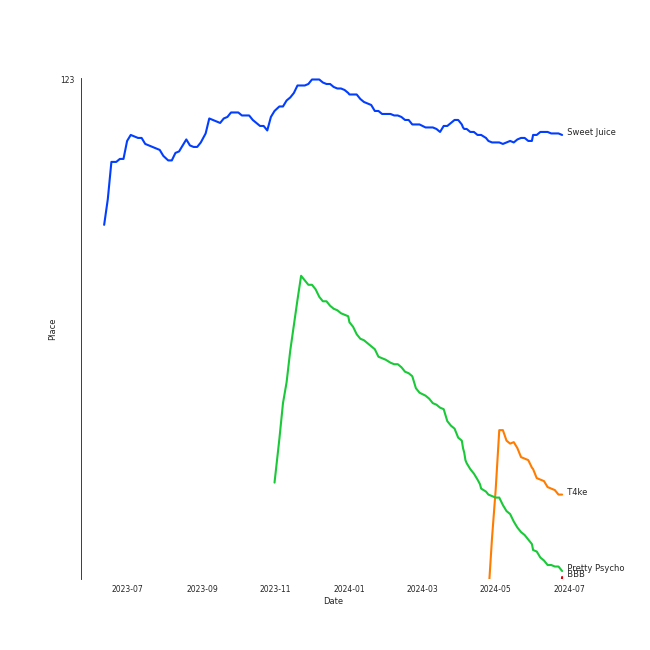 123
Sweet Juice
Place
T4ke
Pretty Psycho
BBB
2023-07
2023-09
2023-11
2024-01
2024-03
2024-05
2024-07
Date